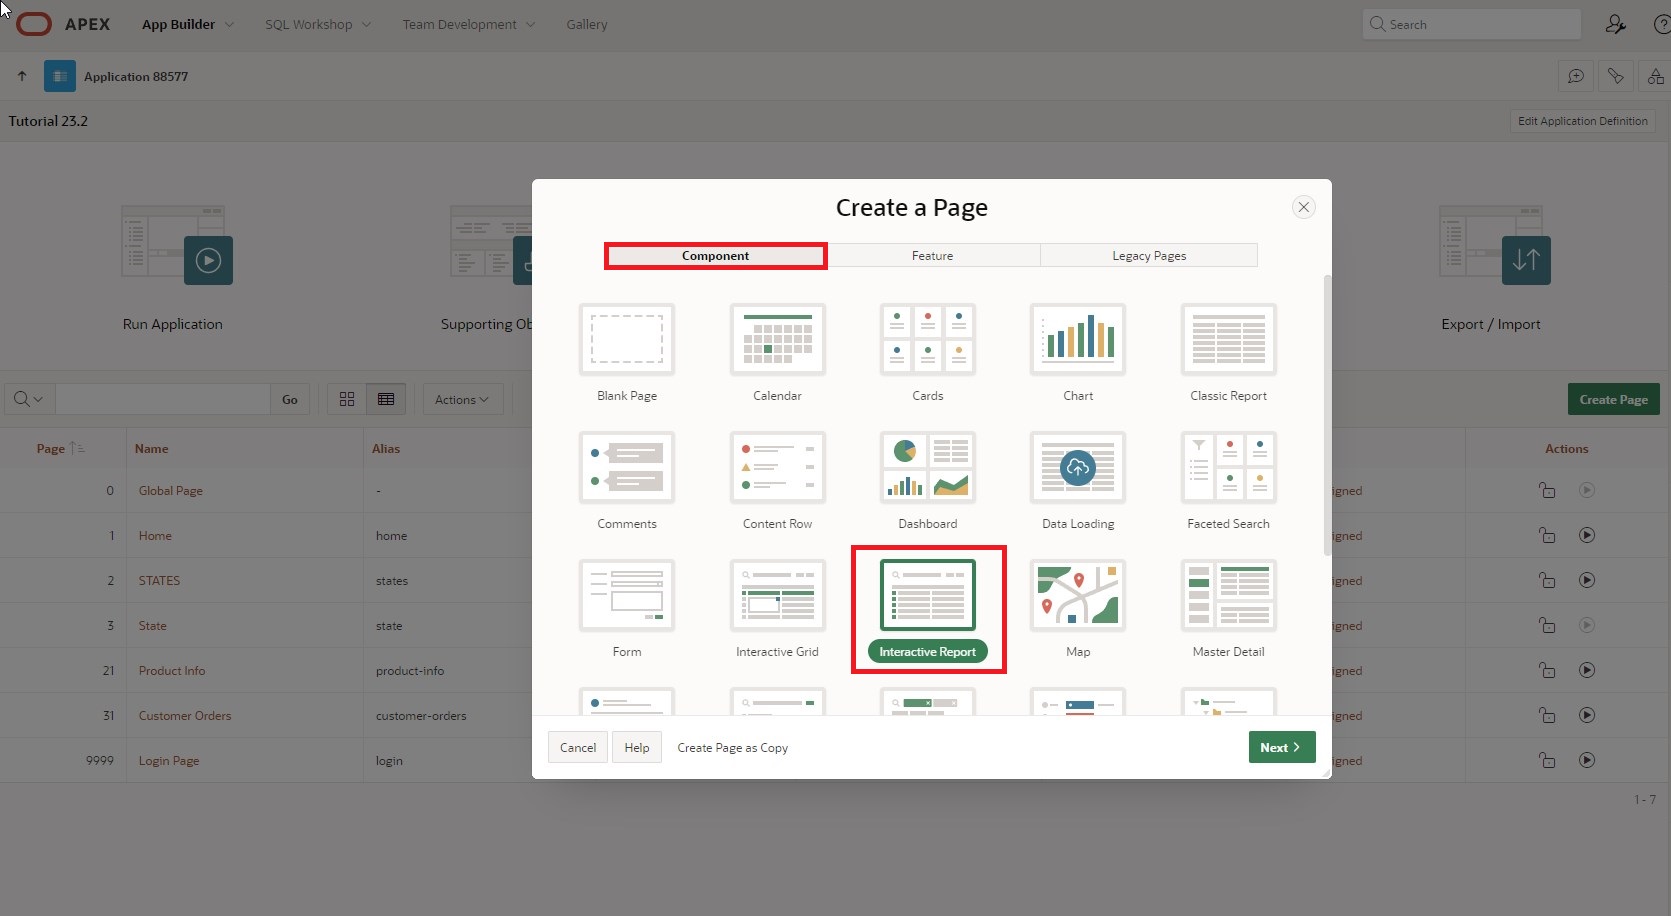 APEX App Builder SQL Workshop Team Development Gallery Search
Application 88577
Tutorial 23.2 Edit Application Definition
Create a Page
Component Feature Legacy Pages
Run Application Supporting Ob Export / Import
Blank Page Calendar Cards Chart Classic Report
Go Actions Create Page
Page Name Alias Actions
0 Global Page - igned
Comments Content Row Dashboard Data Loading Faceted Search
1 Home home igned
2 STATES states igned
3 State state igned
Form Interactive Grid Interactive Report Map Master Detail
21 Product Info product-info igned
31 Customer Orders customer-orders igned
Cancel Help Create Page as Copy Next
9999 Login Page login igned
1 - 7